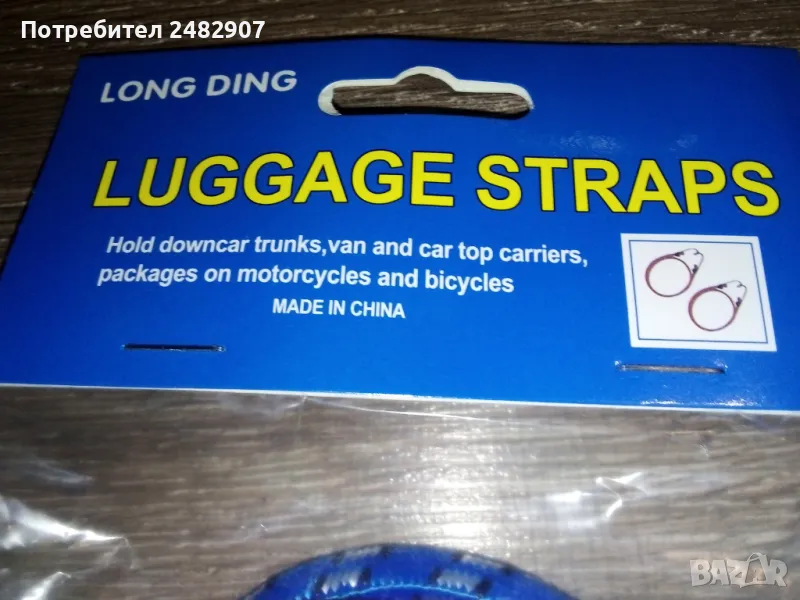 Потребител 2482907
LONG DING
LUGGAGE STRAPS
Hold downcar trunks,van and car top carriers,
packages on motorcycles and bicycles
MADE IN CHINA
BAZAR